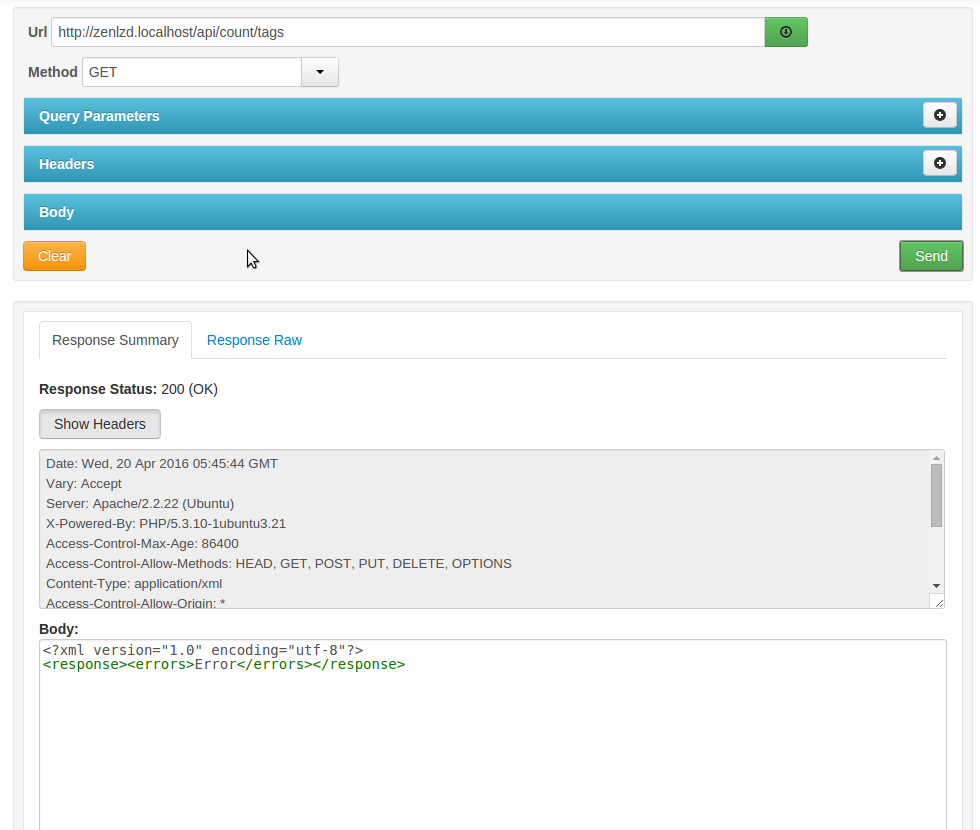 Url http://zenlzd.localhost/api/count/tags
Method GET
Query Parameters
Headers
Body
Clear Send
Response Summary Response Raw
Response Status: 200 (OK)
Show Headers
Date: Wed, 20 Apr 2016 05:45:44 GMT
Vary: Accept
Server: Apache/2.2.22 (Ubuntu)
X-Powered-By: PHP/5.3.10-1ubuntu3.21
Access-Control-Max-Age: 86400
Access-Control-Allow-Methods: HEAD, GET, POST, PUT, DELETE, OPTIONS
Content-Type: application/xml
Access-Control-Allow-Origin: *
Body:
<?xml version="1.0" encoding="utf-8"?>
<response><errors>Error</errors></response>